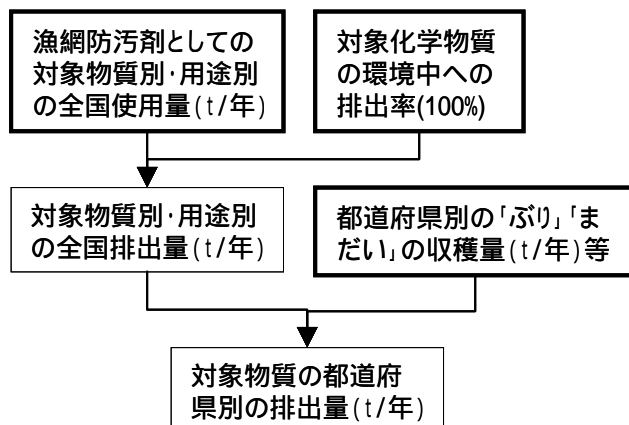 漁網防汚剤としての
対象物質別・用途別
の全国使用量(t/年)
対象化学物質
の環境中への
排出率(100%)
対象物質別・用途別
の全国排出量(t/年)
都道府県別の「ぶり」「ま
だい」の収穫量(t/年)等
対象物質の都道府
県別の排出量(t/年)